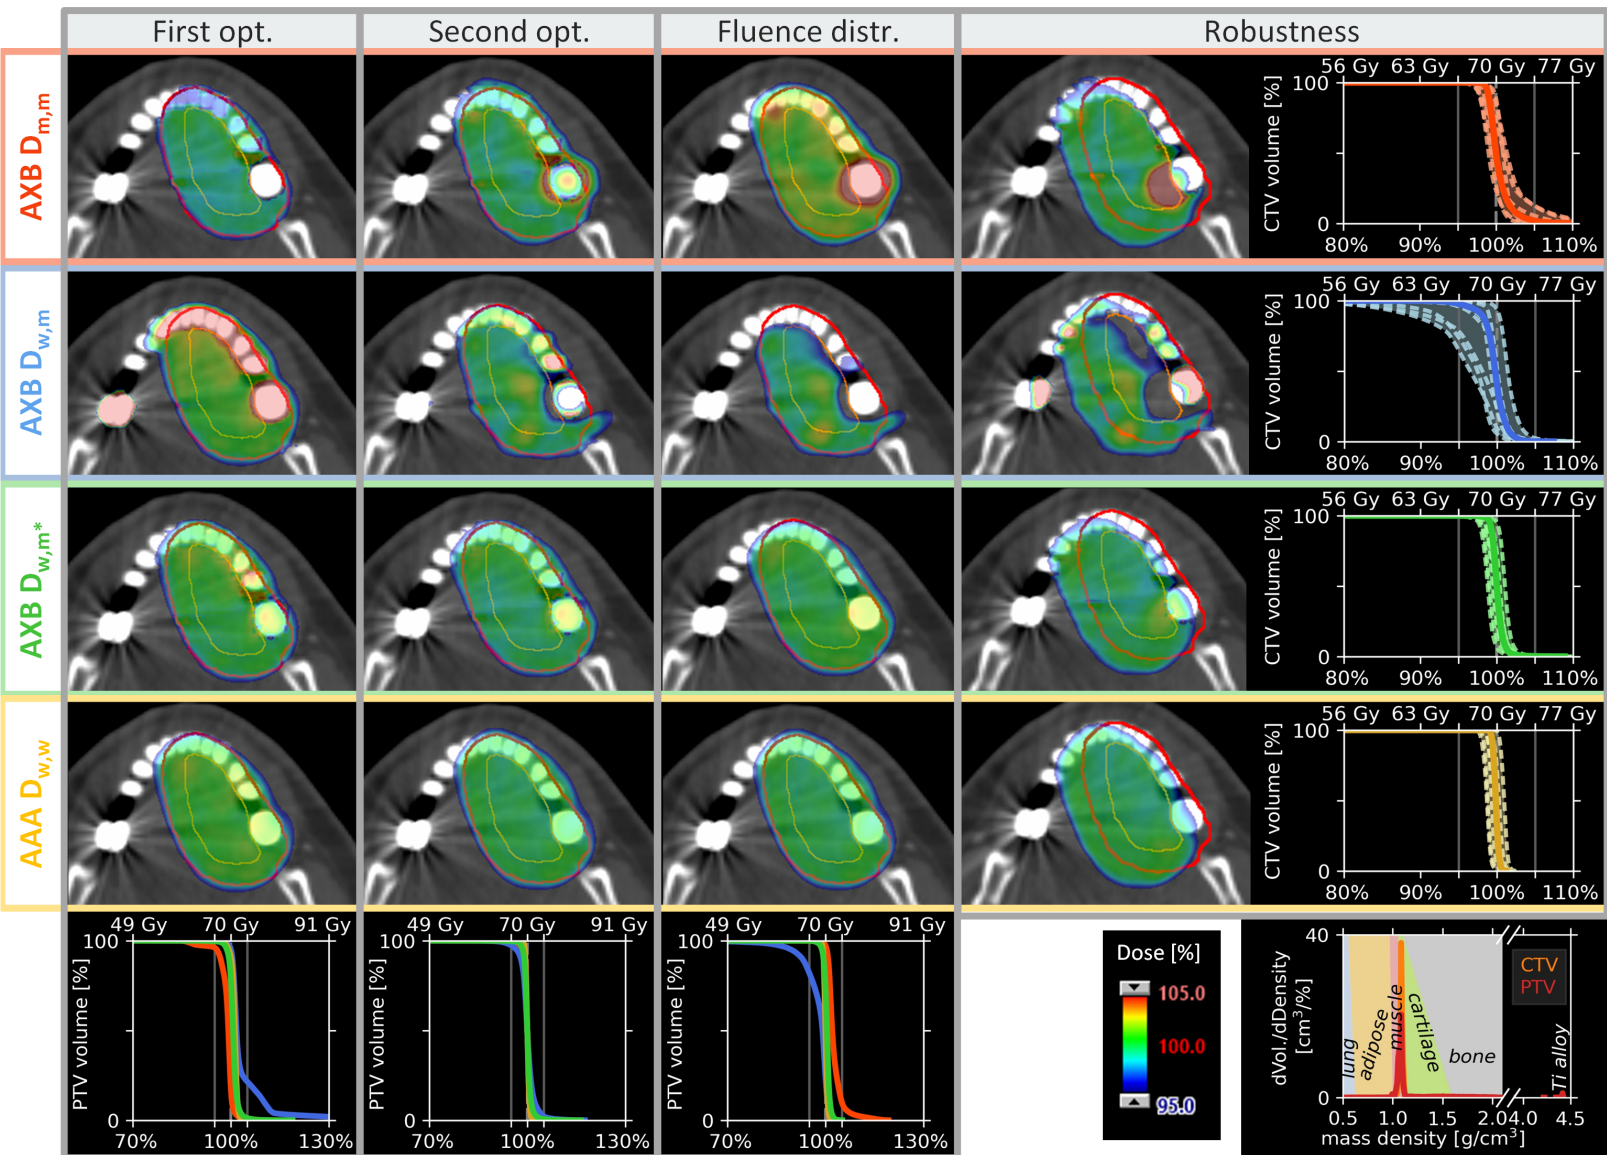 First opt.
Second opt.
Fluence distr.
Robustness
AXB Dm,m
56 Gy 63 Gy 70 Gy 77 Gy
CTV volume [%]
100
0
80% 90% 100% 110%
AXB Dw,m
56 Gy 63 Gy 70 Gy 77 Gy
CTV volume [%]
100
0
80% 90% 100% 110%
AXB Dw,m*
56 Gy 63 Gy 70 Gy 77 Gy
CTV volume [%]
100
0
80% 90% 100% 110%
AAA Dw,w
56 Gy 63 Gy 70 Gy 77 Gy
CTV volume [%]
100
0
80% 90% 100% 110%
49 Gy 70 Gy 91 Gy
PTV volume [%]
100
0
70% 100% 130%
49 Gy 70 Gy 91 Gy
PTV volume [%]
100
0
70% 100% 130%
49 Gy 70 Gy 91 Gy
PTV volume [%]
100
0
70% 100% 130%
Dose [%]
105.0
100.0
95.0
dVol./dDensity
[cm³/%]
40
0
lung
adipose
muscle
cartilage
bone
Ti alloy
CTV
PTV
0.5 1.0 1.5 2.0 4.0 4.5
mass density [g/cm³]